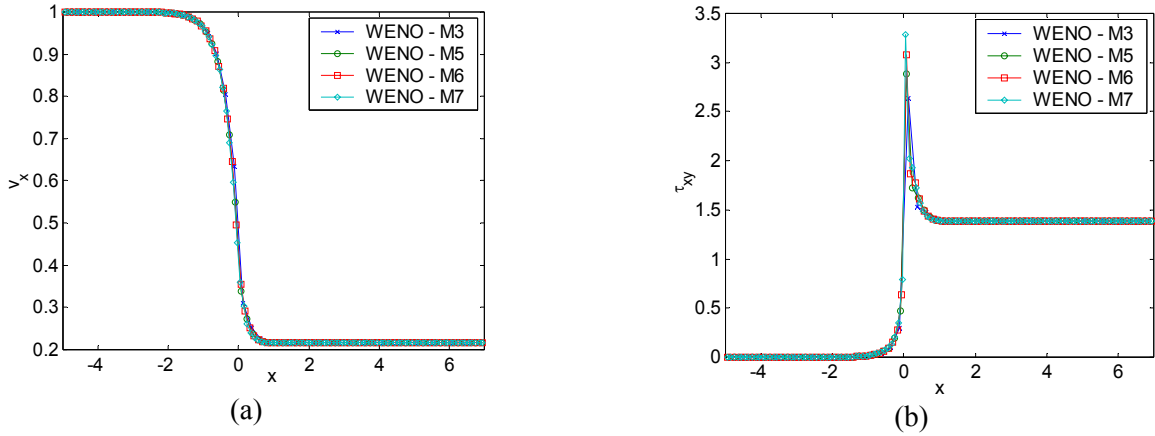 1
0.9
0.8
0.7
0.6
0.5
0.4
0.3
0.2
v_x
-4 -2 0 2 4 6
x
WENO - M3
WENO - M5
WENO - M6
WENO - M7
(a)
3.5
3
2.5
2
1.5
1
0.5
0
τ_xy
-4 -2 0 2 4 6
x
WENO - M3
WENO - M5
WENO - M6
WENO - M7
(b)